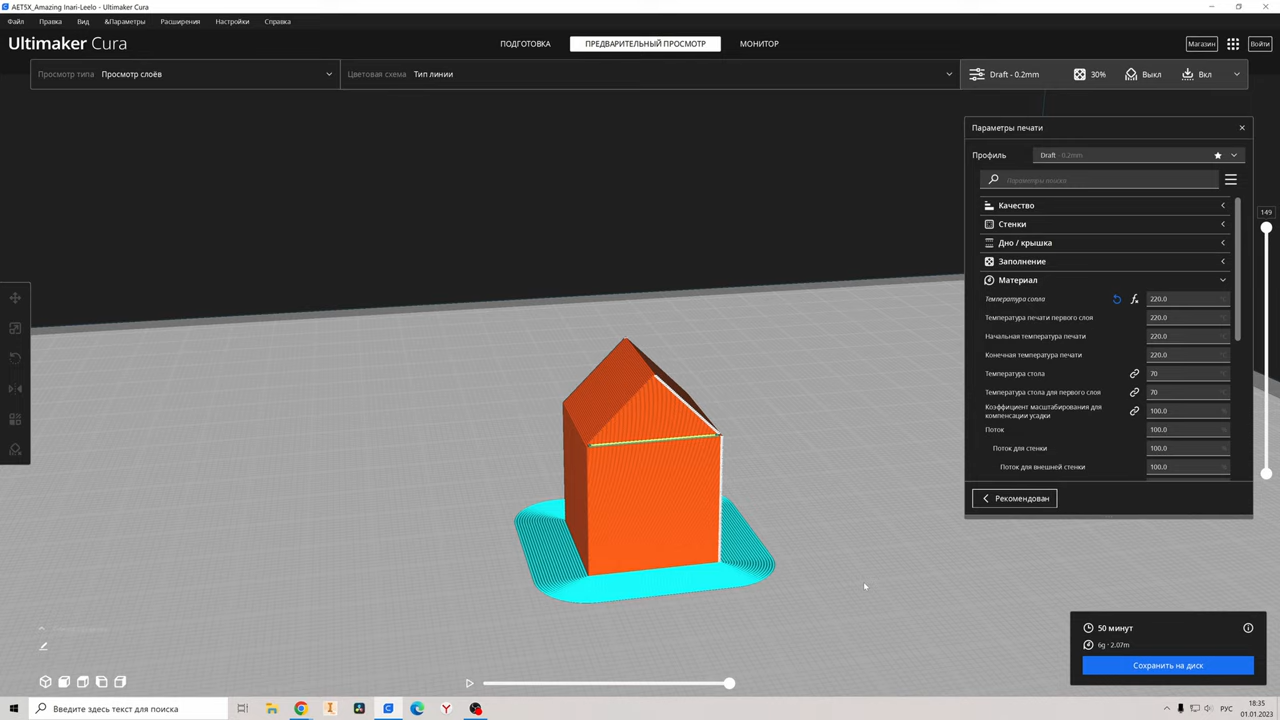 AET5X_Amazing Inari-Leelo - Ultimaker Cura
Файл Правка Вид &Параметры Расширения Настройки Справка
Ultimaker Cura
ПОДГОТОВКА ПРЕДВАРИТЕЛЬНЫЙ ПРОСМОТР МОНИТОР
Магазин Войти
Просмотр типа Просмотр слоёв Цветовая схема Тип линии Draft - 0.2mm 30% Выкл Вкл
Параметры печати
Профиль Draft - 0.2mm
Параметры поиска
Качество
149
Стенки
Дно / крышка
Заполнение
Материал
Температура сопла 220.0 °C
Температура печати первого слоя 220.0 °C
Начальная температура печати 220.0 °C
Конечная температура печати 220.0 °C
Температура стола 70 °C
Температура стола для первого слоя 70 °C
Коэффициент масштабирования для
компенсации усадки 100.0 %
Поток 100.0 %
Поток для стенки 100.0 %
Поток для внешней стенки 100.0 %
Рекомендован
50 минут
6g · 2.07m
Сохранить на диск
Введите здесь текст для поиска
РУС
18:35
01.01.2023